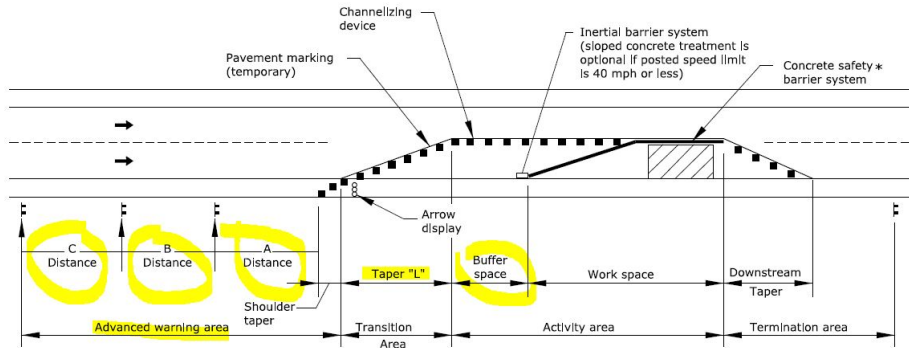 Channelizing
device
Pavement marking
(temporary)
Inertial barrier system
(sloped concrete treatment is
optional if posted speed limit
is 40 mph or less)
Concrete safety*
barrier system
Arrow
display
C
Distance
B
Distance
A
Distance
Shoulder
taper
Taper "L"
Buffer
space
Work space
Downstream
Taper
Advanced warning area
Transition
Area
Activity area
Termination area